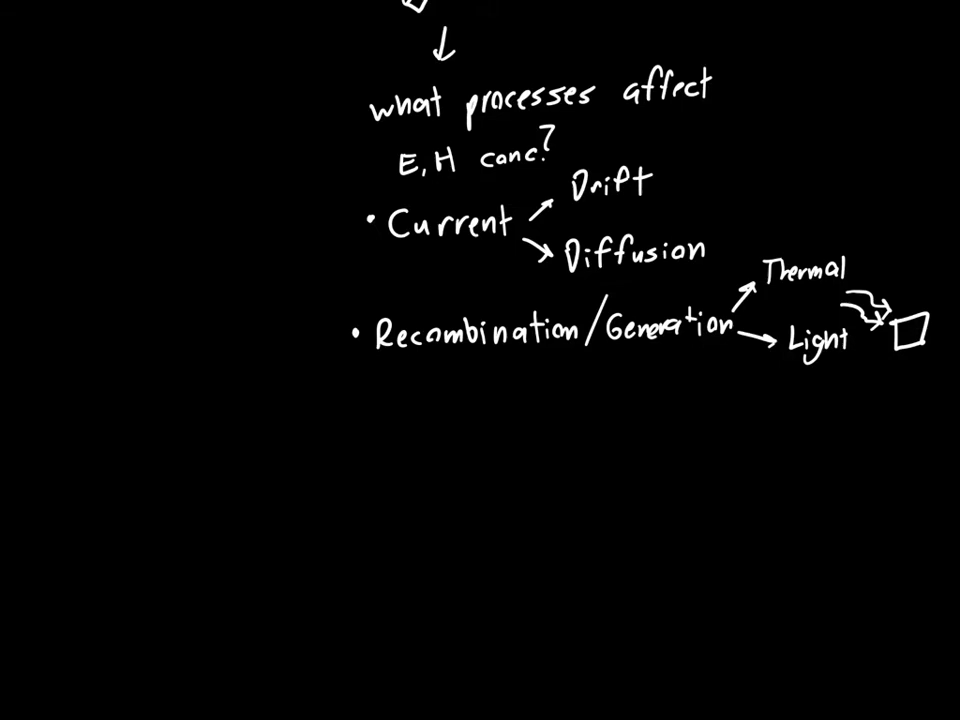 what processes affect
E, H conc.?
• Current
Drift
Diffusion
• Recombination/Generation
Thermal
Light